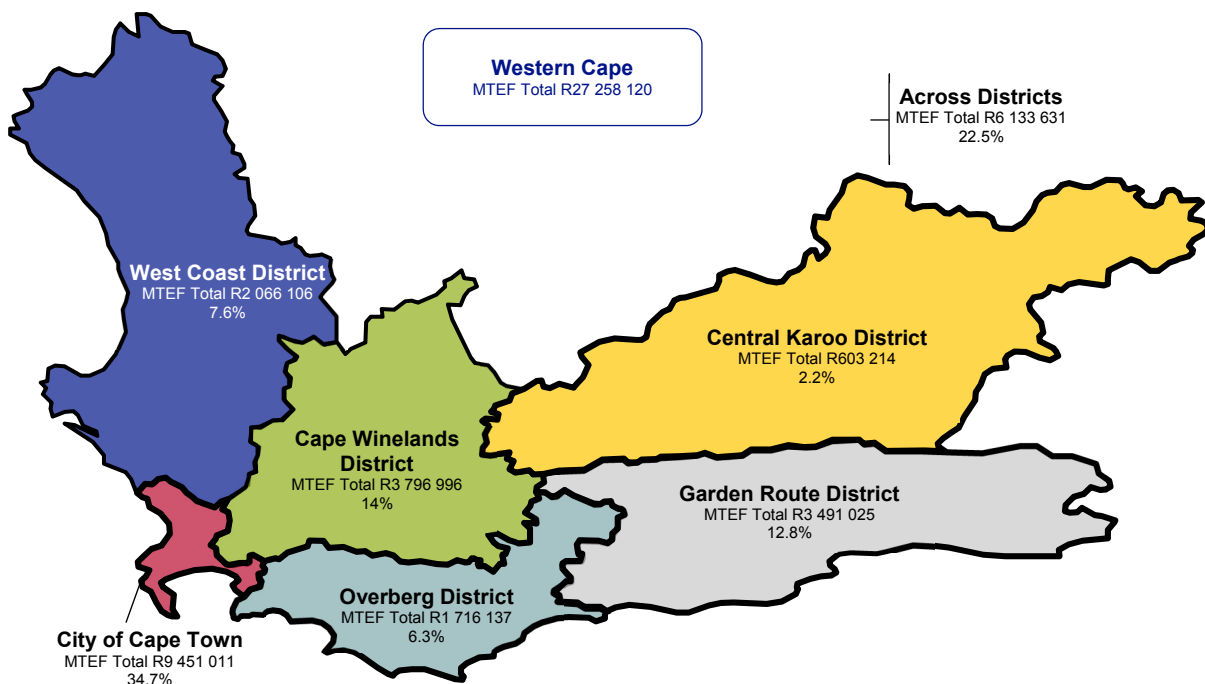 Western Cape
MTEF Total R27 258 120
Across Districts
MTEF Total R6 133 631
22.5%
West Coast District
MTEF Total R2 066 106
7.6%
Central Karoo District
MTEF Total R603 214
2.2%
Cape Winelands
District
MTEF Total R3 796 996
14%
Garden Route District
MTEF Total R3 491 025
12.8%
Overberg District
MTEF Total R1 716 137
6.3%
City of Cape Town
MTEF Total R9 451 011
34.7%